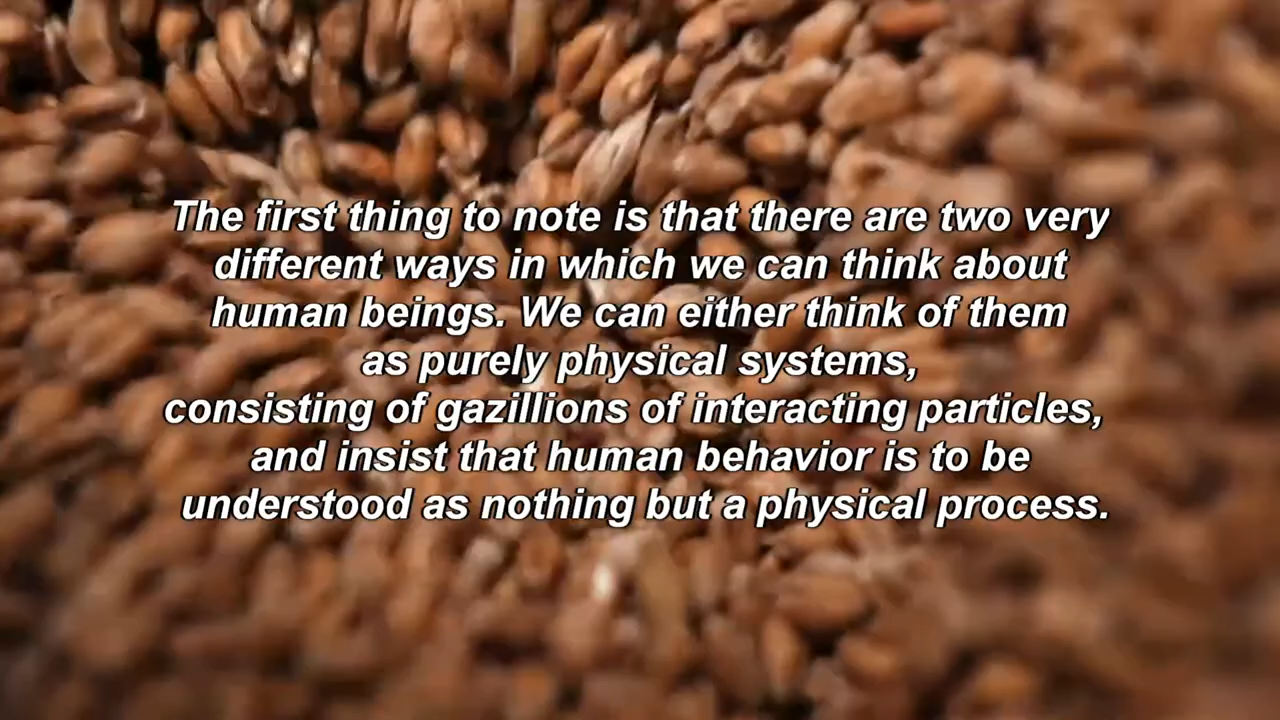 The first thing to note is that there are two very
different ways in which we can think about
human beings. We can either think of them
as purely physical systems,
consisting of gazillions of interacting particles,
and insist that human behavior is to be
understood as nothing but a physical process.